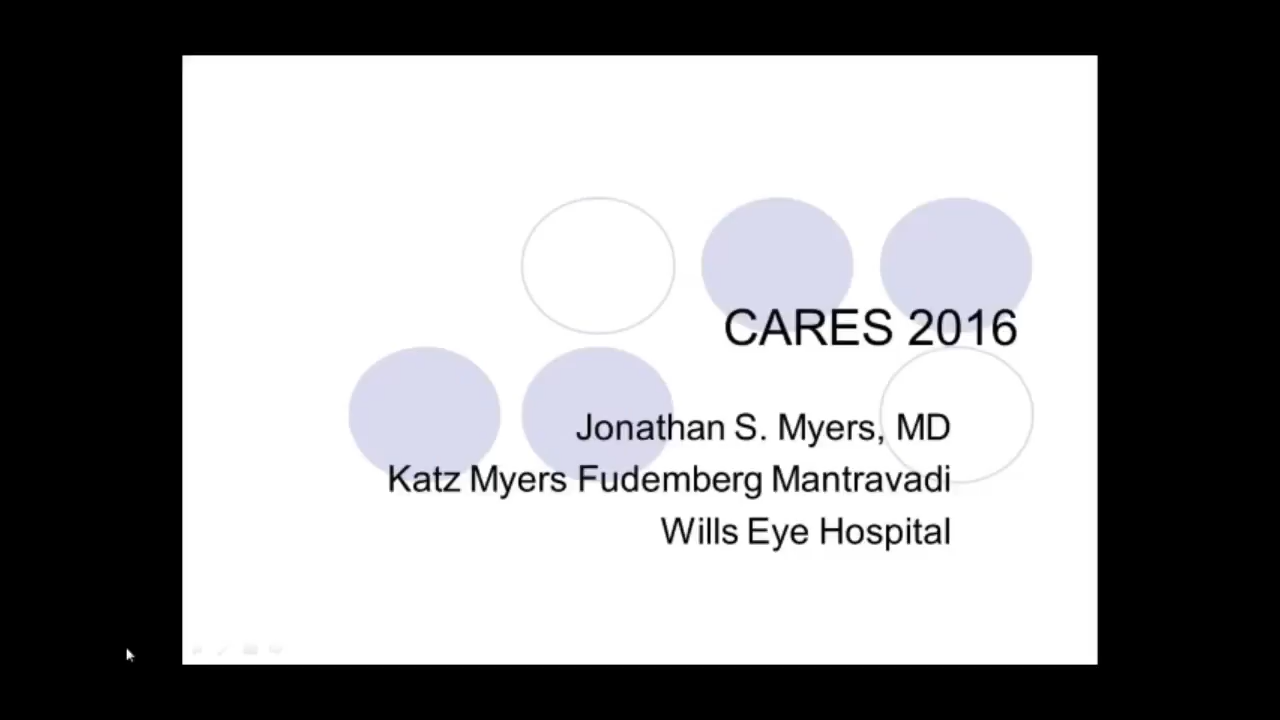 CARES 2016
Jonathan S. Myers, MD
Katz Myers Fudemberg Mantravadi
Wills Eye Hospital